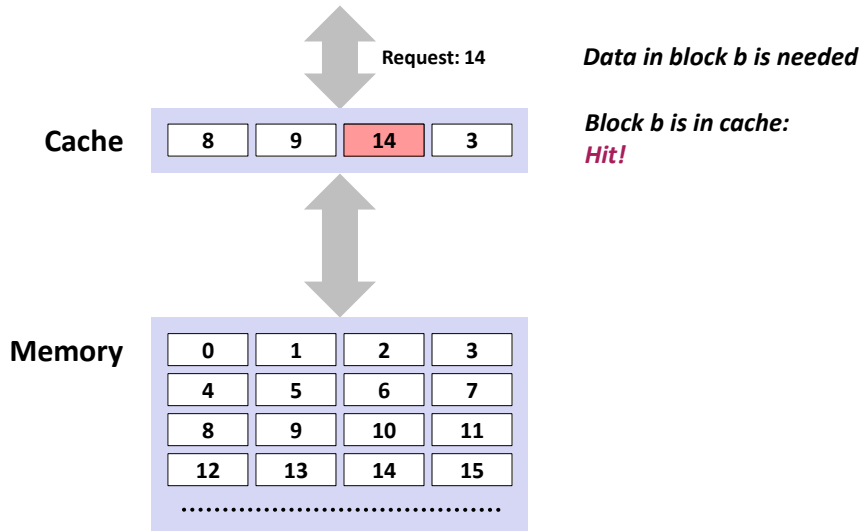 Request: 14
Data in block b is needed
Cache
8 9 14 3
Block b is in cache:
Hit!
Memory
0 1 2 3
4 5 6 7
8 9 10 11
12 13 14 15